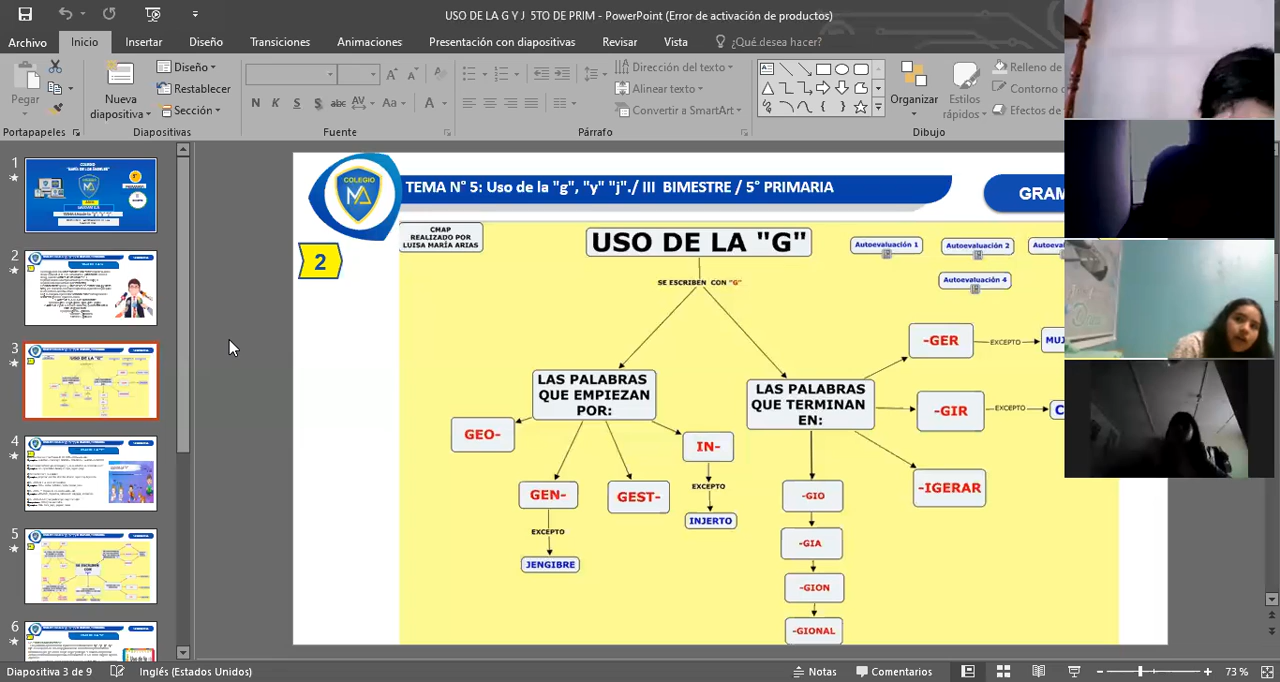 USO DE LA G Y J 5TO DE PRIM - PowerPoint (Error de activación de productos)
Archivo Inicio Insertar Diseño Transiciones Animaciones Presentación con diapositivas Revisar Vista ¿Qué desea hacer?
Pegar
Nueva diapositiva
Diseño
Restablecer
Sección
N K S S abc AV Aa A
Dirección del texto
Alinear texto
Convertir a SmartArt
Organizar
Estilos rápidos
Relleno de
Contorno
Efectos de
Portapapeles Diapositivas Fuente Párrafo Dibujo
1
2
3
4
5
6
COLEGIO
MA
TEMA N° 5: Uso de la "g", "y" "j"./ III BIMESTRE / 5° PRIMARIA
GRAM
2
CMAP
REALIZADO POR
LUISA MARÍA ARIAS
USO DE LA "G"
Autoevaluación 1
Autoevaluación 2
Autoevalu
Autoevaluación 4
SE ESCRIBEN CON "G"
LAS PALABRAS
QUE EMPIEZAN
POR:
GEO-
GEN-
EXCEPTO
JENGIBRE
GEST-
IN-
EXCEPTO
INJERTO
LAS PALABRAS
QUE TERMINAN
EN:
-GER
EXCEPTO
MUJ
-GIR
EXCEPTO
C
-IGERAR
-GIO
-GIA
-GION
-GIONAL
Diapositiva 3 de 9 Inglés (Estados Unidos) Notas Comentarios 73 %